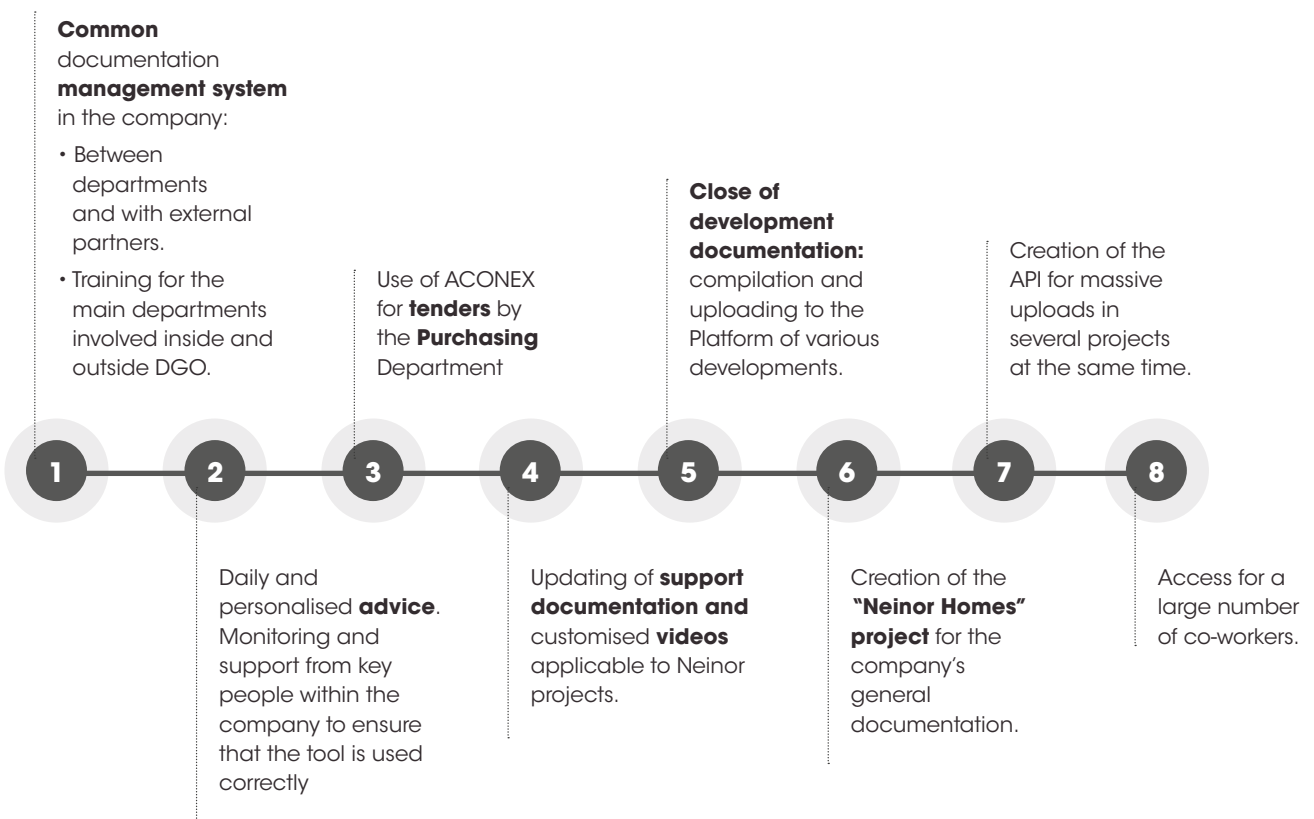 Common
documentation
management system
in the company:
• Between
departments
and with external
partners.
• Training for the
main departments
involved inside and
outside DGO.
Use of ACONEX
for tenders by
the Purchasing
Department
Close of
development
documentation:
compilation and
uploading to the
Platform of various
developments.
Creation of the
API for massive
uploads in
several projects
at the same time.
1 2 3 4 5 6 7 8
Daily and
personalised advice.
Monitoring and
support from key
people within the
company to ensure
that the tool is used
correctly
Updating of support
documentation and
customised videos
applicable to Neinor
projects.
Creation of the
“Neinor Homes”
project for the
company’s
general
documentation.
Access for a
large number
of co-workers.